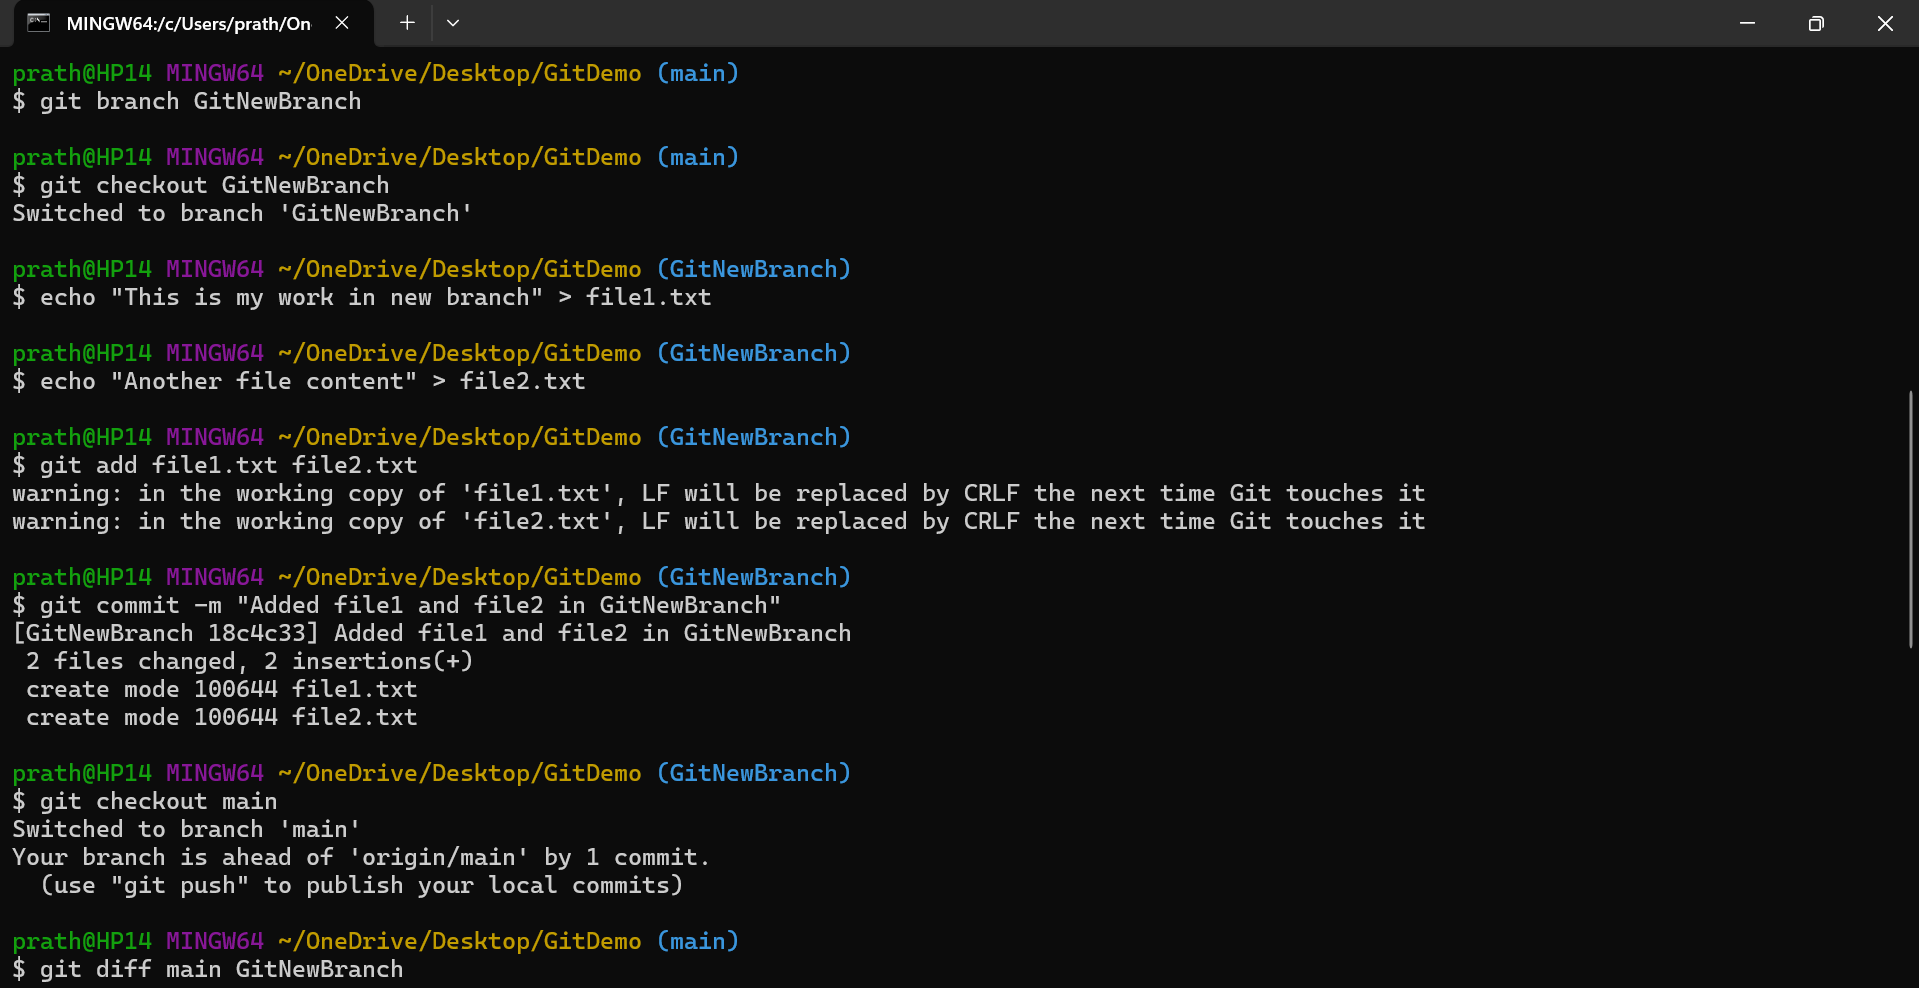 MINGW64:/c/Users/prath/On
prath@HP14 MINGW64 ~/OneDrive/Desktop/GitDemo (main)
$ git branch GitNewBranch
prath@HP14 MINGW64 ~/OneDrive/Desktop/GitDemo (main)
$ git checkout GitNewBranch
Switched to branch 'GitNewBranch'
prath@HP14 MINGW64 ~/OneDrive/Desktop/GitDemo (GitNewBranch)
$ echo "This is my work in new branch" > file1.txt
prath@HP14 MINGW64 ~/OneDrive/Desktop/GitDemo (GitNewBranch)
$ echo "Another file content" > file2.txt
prath@HP14 MINGW64 ~/OneDrive/Desktop/GitDemo (GitNewBranch)
$ git add file1.txt file2.txt
warning: in the working copy of 'file1.txt', LF will be replaced by CRLF the next time Git touches it
warning: in the working copy of 'file2.txt', LF will be replaced by CRLF the next time Git touches it
prath@HP14 MINGW64 ~/OneDrive/Desktop/GitDemo (GitNewBranch)
$ git commit -m "Added file1 and file2 in GitNewBranch"
[GitNewBranch 18c4c33] Added file1 and file2 in GitNewBranch
 2 files changed, 2 insertions(+)
 create mode 100644 file1.txt
 create mode 100644 file2.txt
prath@HP14 MINGW64 ~/OneDrive/Desktop/GitDemo (GitNewBranch)
$ git checkout main
Switched to branch 'main'
Your branch is ahead of 'origin/main' by 1 commit.
  (use "git push" to publish your local commits)
prath@HP14 MINGW64 ~/OneDrive/Desktop/GitDemo (main)
$ git diff main GitNewBranch